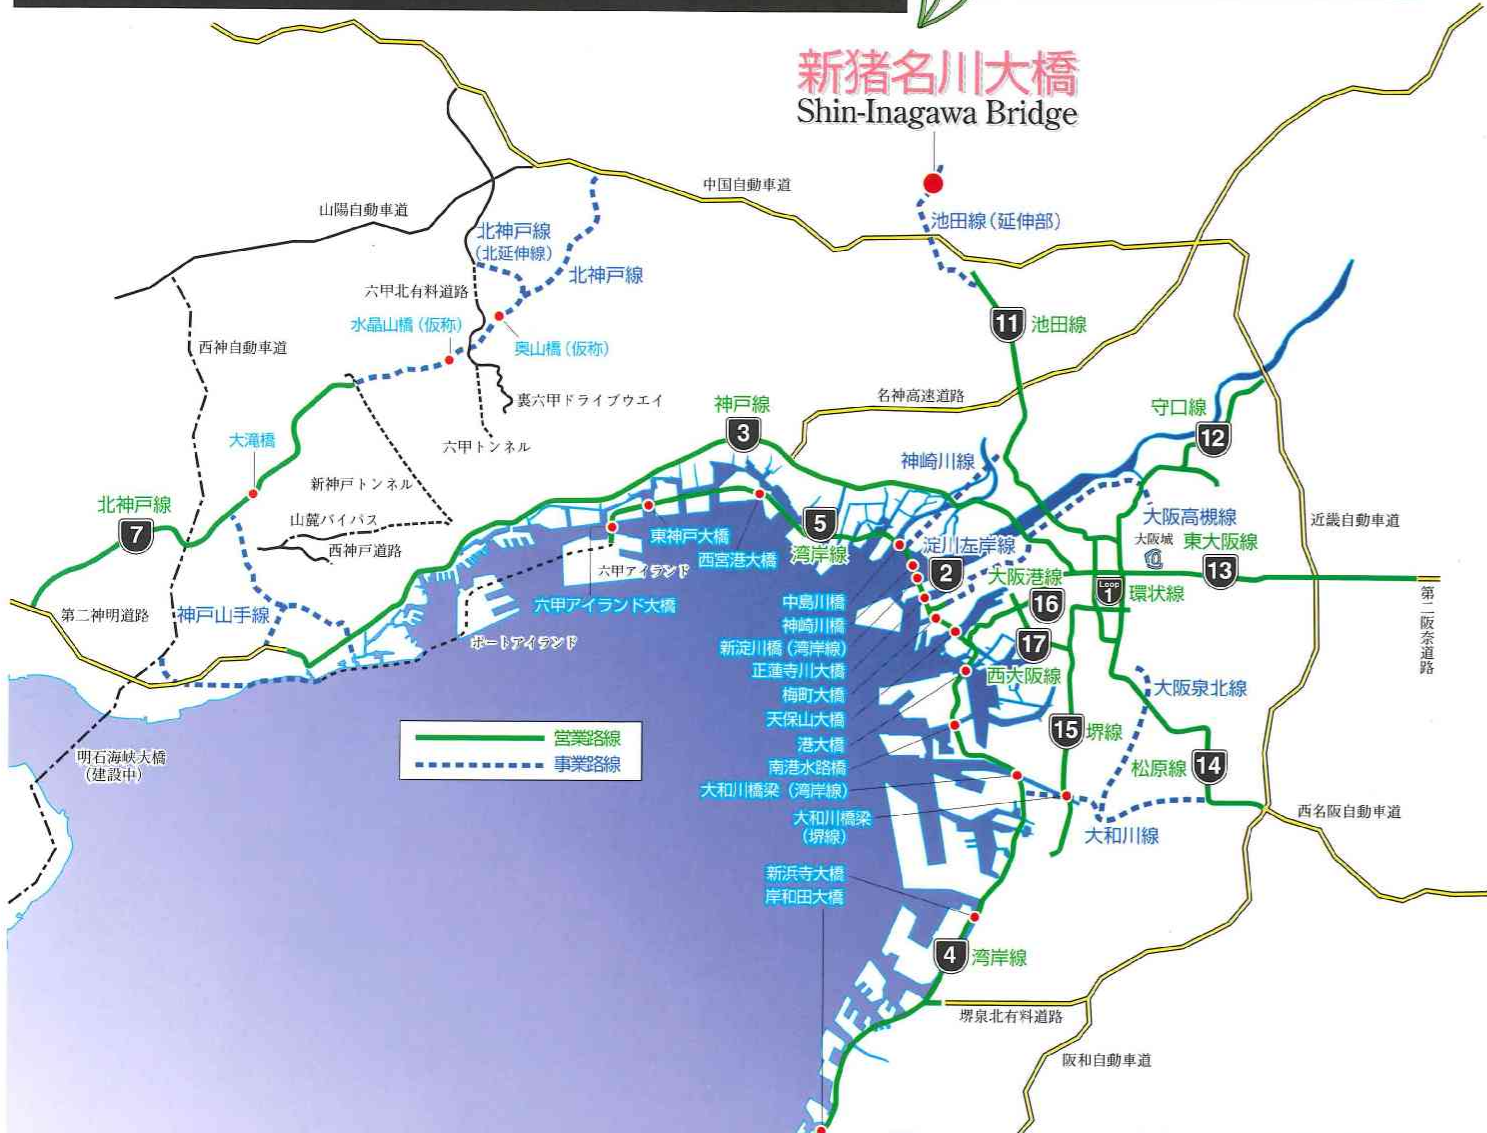 新猪名川大橋
Shin-Inagawa Bridge
中国自動車道
池田線(延伸部)
山陽自動車道
北神戸線
(北延伸線)
北神戸線
六甲北有料道路
水晶山橋(仮称)
奥山橋(仮称)
11
池田線
西神自動車道
裏六甲ドライブウエイ
名神高速道路
神戸線
3
守口線
12
大滝橋
六甲トンネル
神崎川線
新神戸トンネル
北神戸線
7
山麓バイパス
西神戸道路
東神戸大橋
西宮港大橋
5
湾岸線
大阪高槻線
大阪城
東大阪線
13
近畿自動車道
淀川左岸線
2
六甲アイランド
六甲アイランド大橋
大阪港線
16
Loop
1
環状線
第二阪奈道路
第二神明道路
神戸山手線
ポートアイランド
中島川橋
神崎川橋
新淀川橋(湾岸線)
正蓮寺川大橋
梅町大橋
天保山大橋
港大橋
南港水路橋
大和川橋梁(湾岸線)
大和川橋梁
(堺線)
17
西大阪線
大阪泉北線
15
堺線
松原線
14
営業路線
事業路線
明石海峡大橋
(建設中)
大和川線
西名阪自動車道
新浜寺大橋
岸和田大橋
4
湾岸線
堺泉北有料道路
阪和自動車道